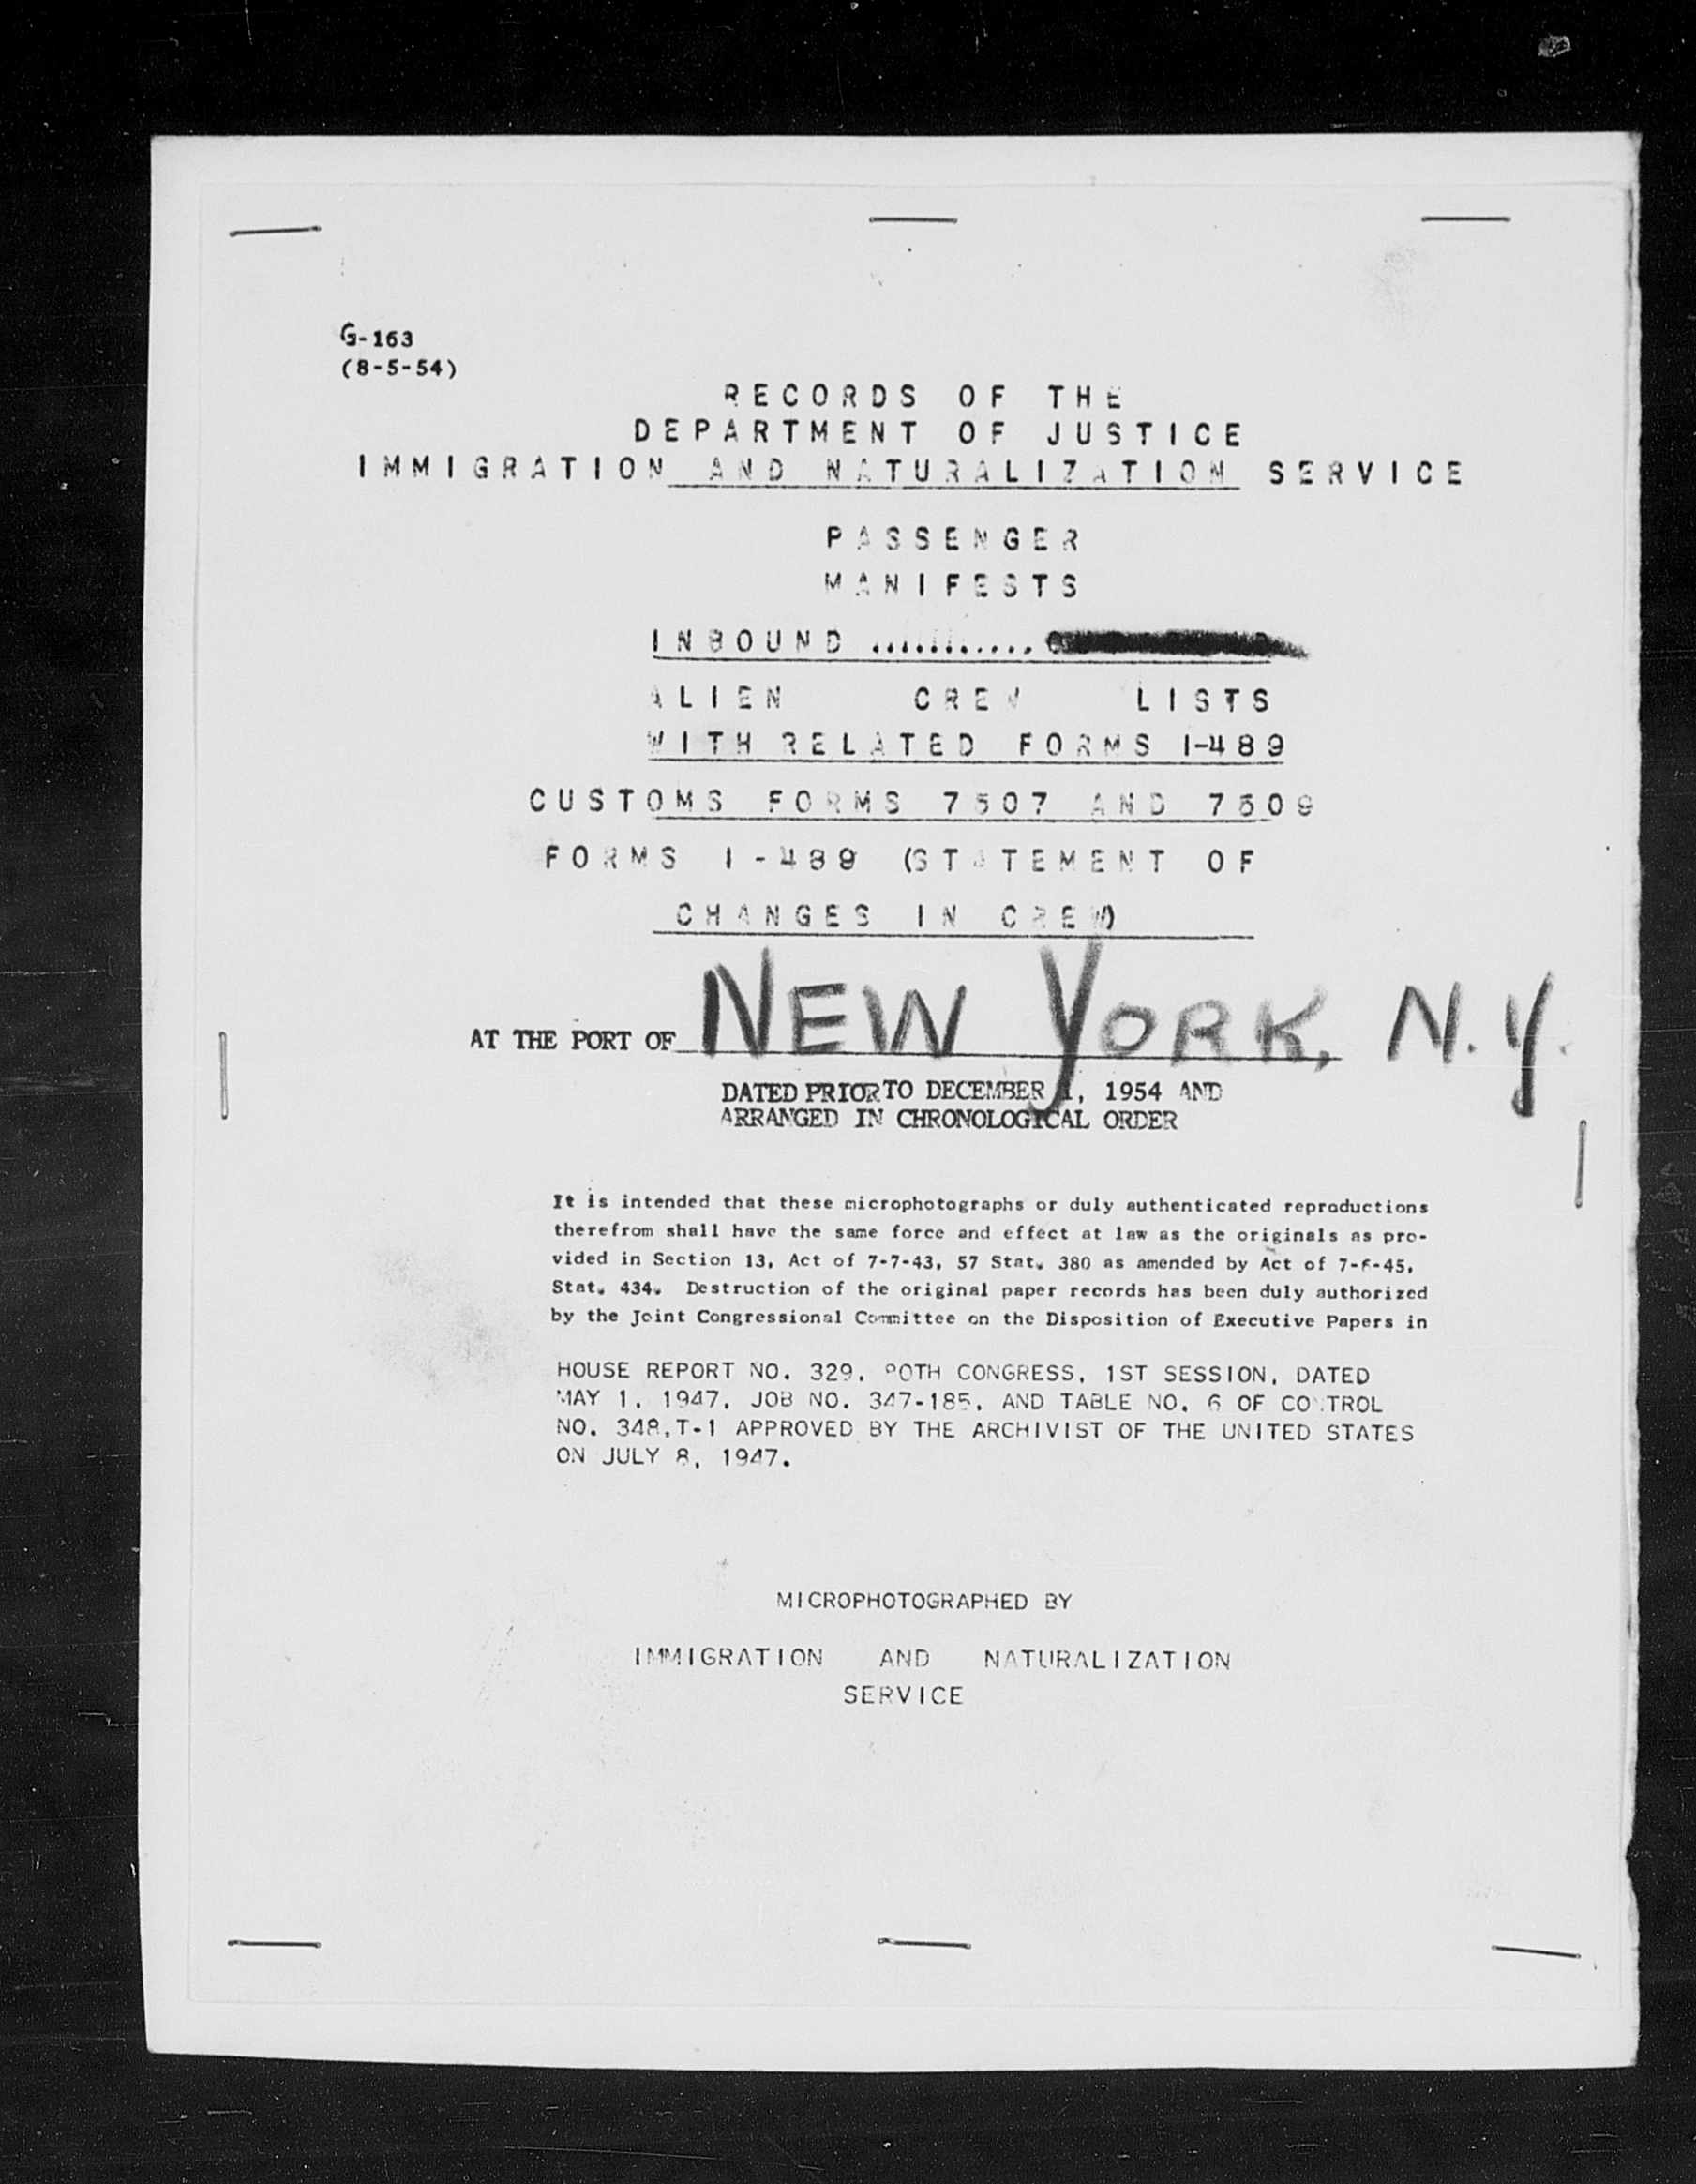 G-163
(8-5-54)
RECORDS OF THE
DEPARTMENT OF JUSTICE
IMMIGRATION AND NATURALIZATION SERVICE
PASSENGER
MANIFESTS
INBOUND ...........
ALIEN CREW LISTS
WITH RELATED FORMS I-489
CUSTOMS FORMS 7507 AND 7509
FORMS I-489 (STATEMENT OF
CHANGES IN CREW)
AT THE PORT OF NEW YORK, N.Y.
DATED PRIOR TO DECEMBER 1, 1954 AND
ARRANGED IN CHRONOLOGICAL ORDER
It is intended that these microphotographs or duly authenticated reproductions
therefrom shall have the same force and effect at law as the originals as pro-
vided in Section 13, Act of 7-7-43, 57 Stat. 380 as amended by Act of 7-6-45,
Stat. 434. Destruction of the original paper records has been duly authorized
by the Joint Congressional Committee on the Disposition of Executive Papers in
HOUSE REPORT NO. 329, 80TH CONGRESS, 1ST SESSION, DATED
MAY 1, 1947, JOB NO. 347-185, AND TABLE NO. 6 OF CONTROL
NO. 348,T-1 APPROVED BY THE ARCHIVIST OF THE UNITED STATES
ON JULY 8, 1947.
MICROPHOTOGRAPHED BY
IMMIGRATION AND NATURALIZATION
SERVICE